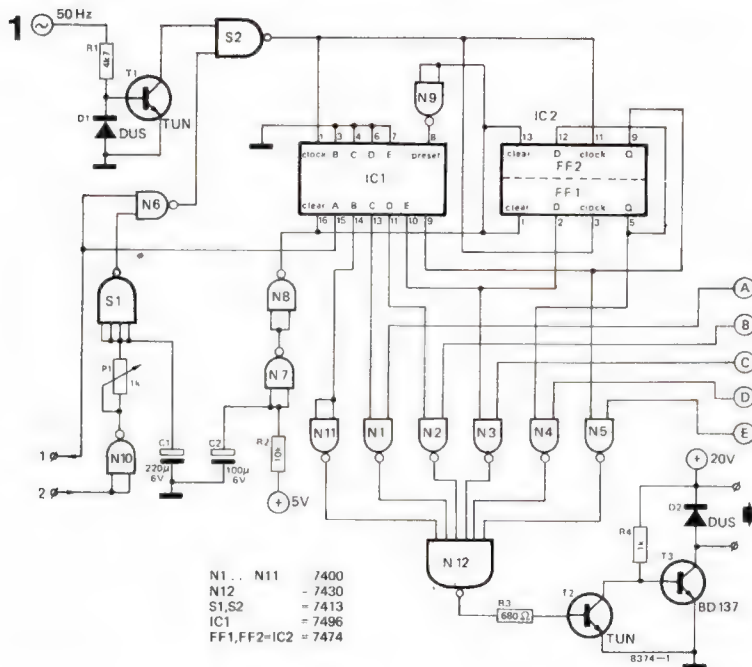 1
50 Hz
R1
4k7
T1
TUN
D1
DUS
S2
N9
IC2
1 3 4 6 7 8
clock B C D E preset
IC1
clear A B C D E
16 15 14 13 11 10 9
13 12 11 9
clear D clock Q
FF2
FF1
D clock Q
1 2 3 5
N6
S1
P1
1k
N10
1
2
C1
220µ
6V
C2
100µ
6V
N8
N7
R2
10k
5V
N11 N1 N2 N3 N4 N5
A
B
C
D
E
N12
20V
D2
DUS
R4
1k
T3
BD 137
R3
680 Ω
T2
TUN
8374-1
N1 . . N11 - 7400
N12 - 7430
S1,S2 = 7413
IC1 = 7496
FF1,FF2=IC2 = 7474